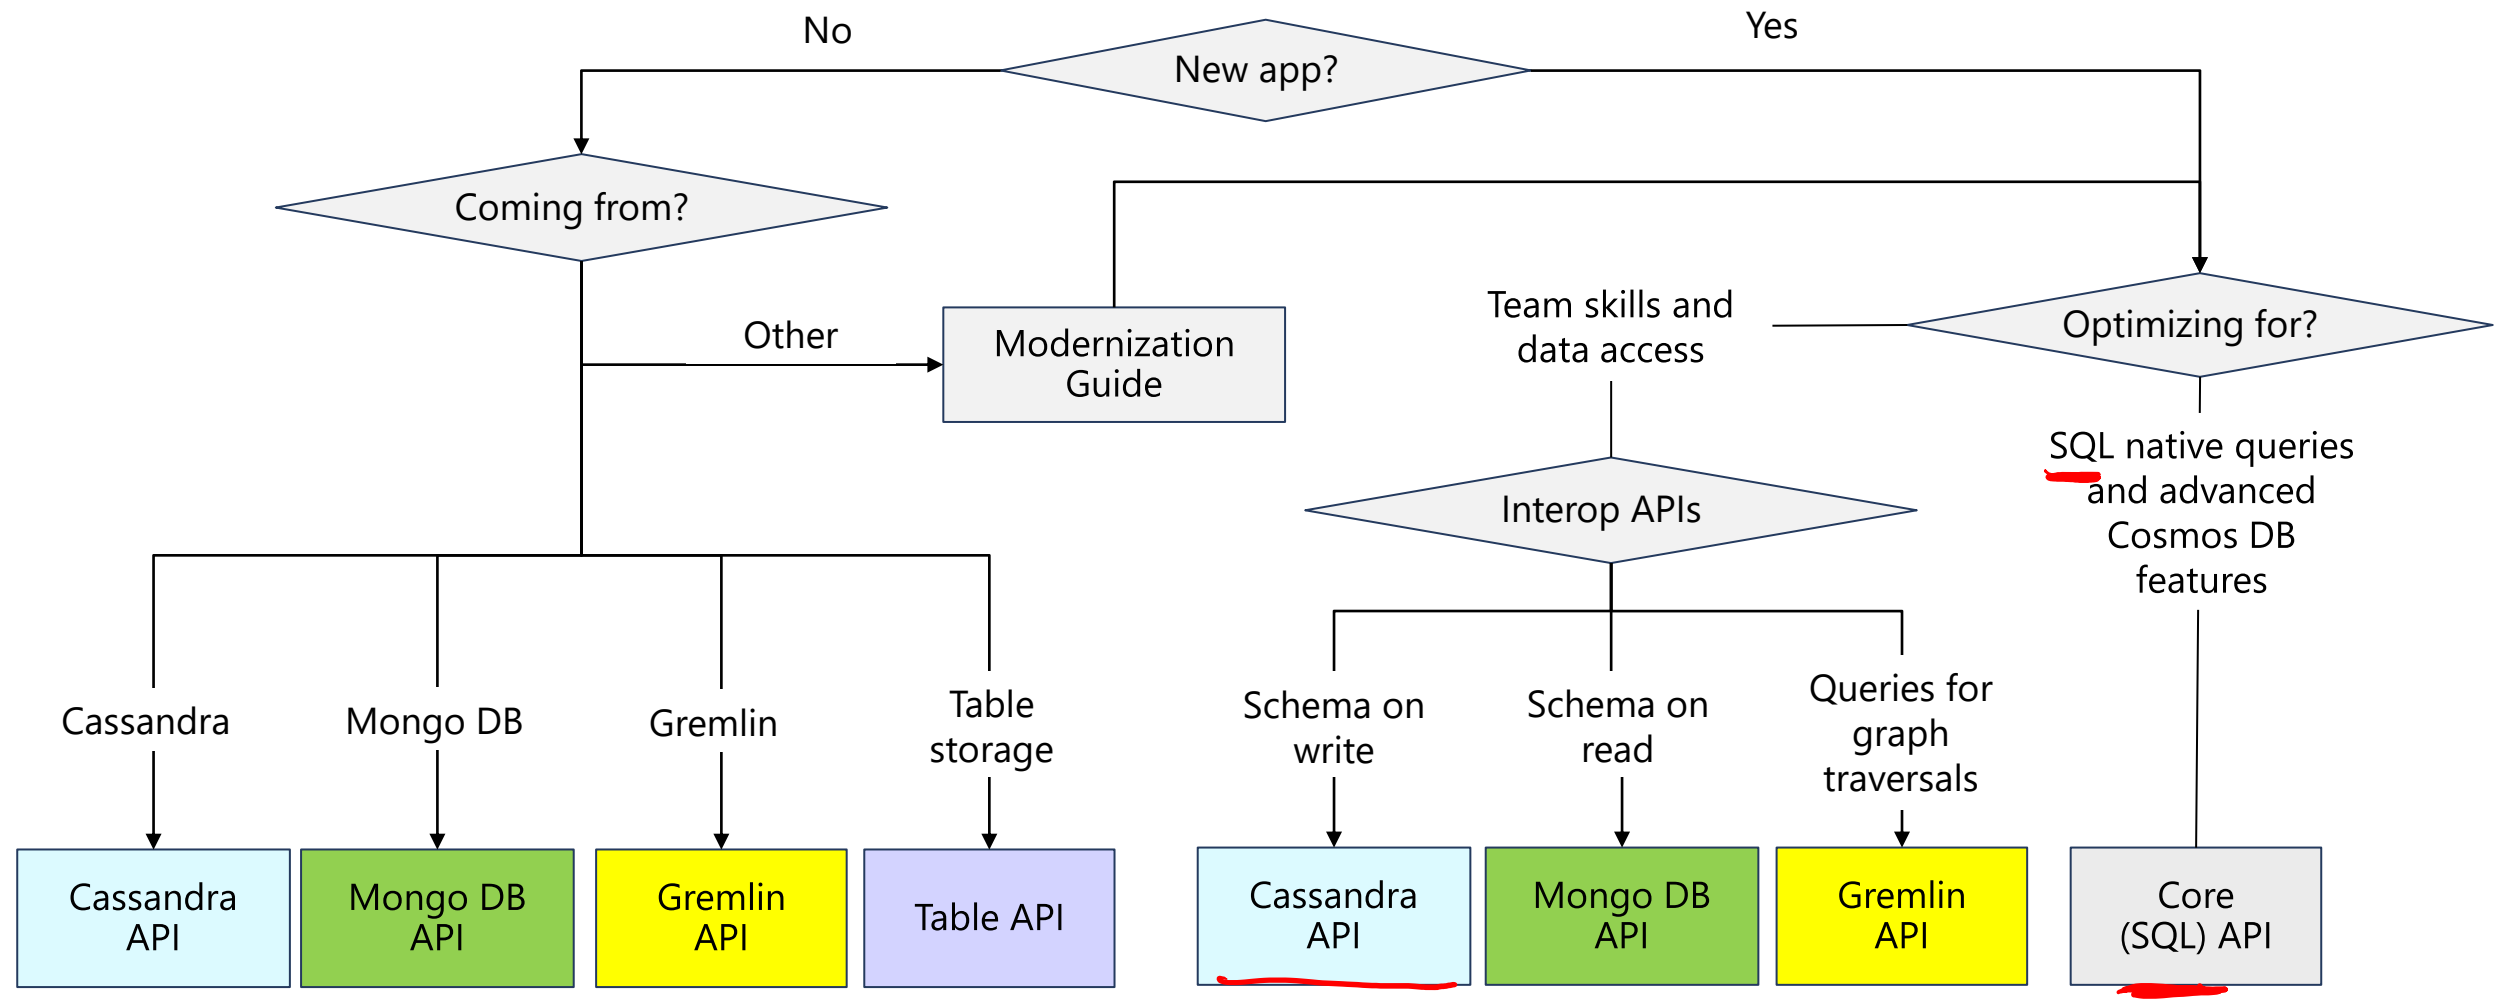 No
Yes
New app?
Coming from?
Team skills and
data access
Optimizing for?
Other
Modernization
Guide
SQL native queries
and advanced
Cosmos DB
features
Interop APIs
Cassandra
Mongo DB
Gremlin
Table
storage
Schema on
write
Schema on
read
Queries for
graph
traversals
Cassandra
API
Mongo DB
API
Gremlin
API
Table API
Cassandra
API
Mongo DB
API
Gremlin
API
Core
(SQL) API